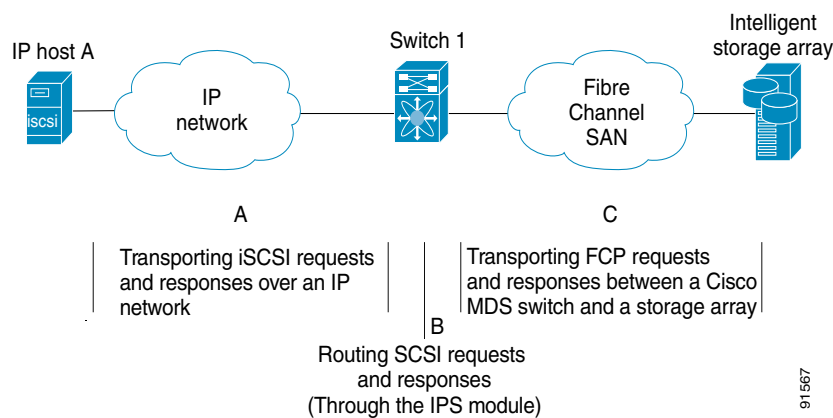 Intelligent
storage array
IP host A
Switch 1
iscsi
IP
network
Fibre
Channel
SAN
A
C
Transporting iSCSI requests
and responses over an IP
network
Transporting FCP requests
and responses between a Cisco
MDS switch and a storage array
B
Routing SCSI requests
and responses
(Through the IPS module)
91567